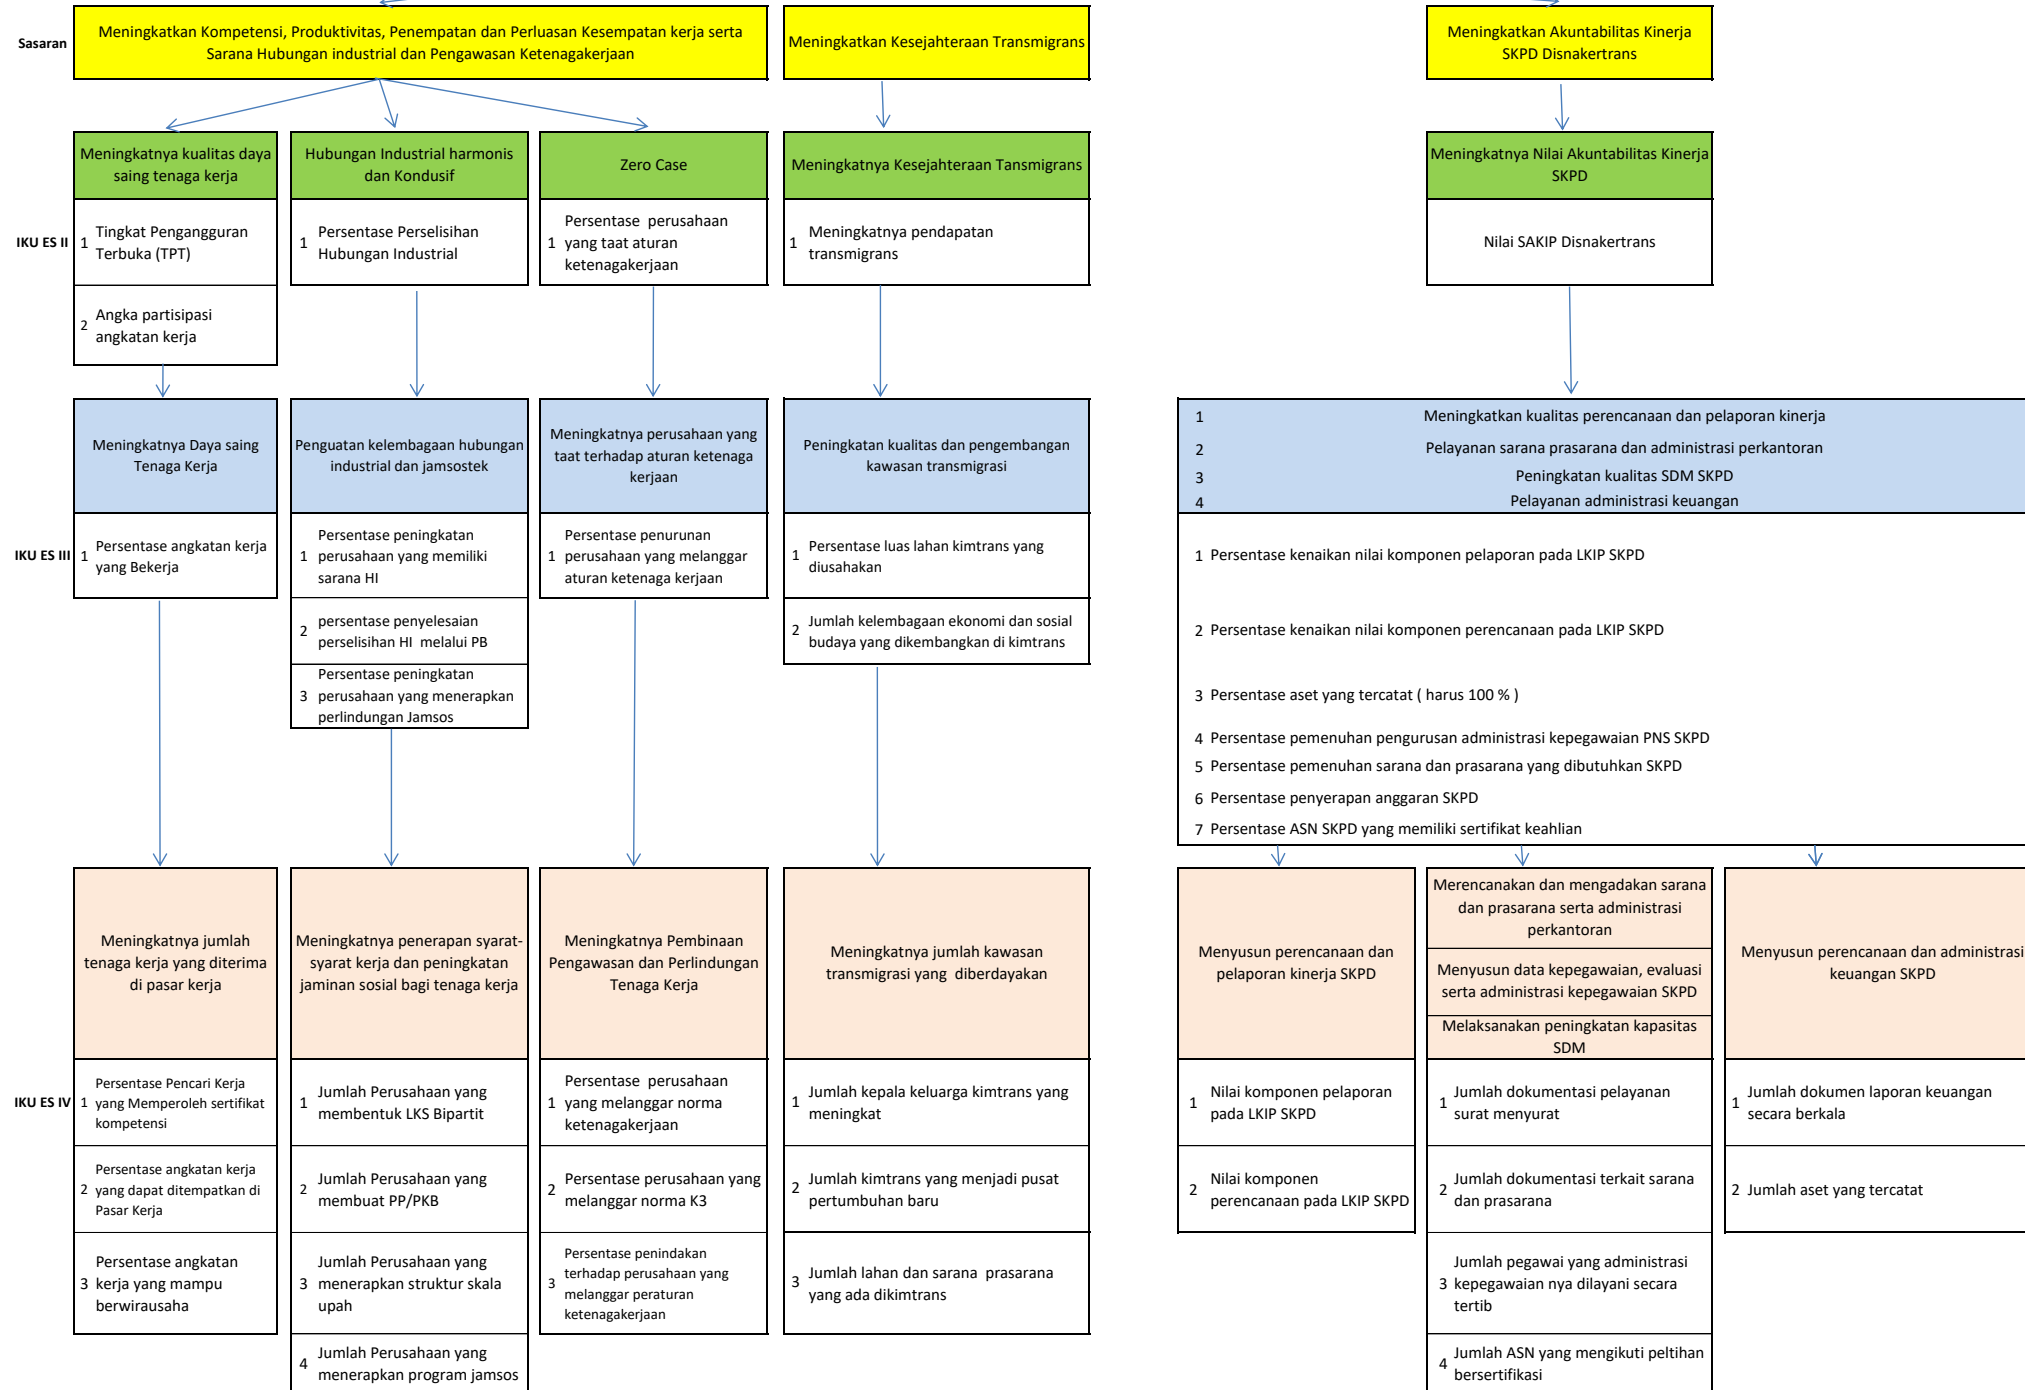 Sasaran
Meningkatkan Kompetensi, Produktivitas, Penempatan dan Perluasan Kesempatan kerja serta
Sarana Hubungan industrial dan Pengawasan Ketenagakerjaan
Meningkatkan Kesejahteraan Transmigrans
Meningkatkan Akuntabilitas Kinerja
SKPD Disnakertrans
Meningkatnya kualitas daya
saing tenaga kerja
Hubungan Industrial harmonis
dan Kondusif
Zero Case
Meningkatnya Kesejahteraan Tansmigrans
Meningkatnya Nilai Akuntabilitas Kinerja
SKPD
IKU ES II
1 Tingkat Pengangguran
Terbuka (TPT)
1 Persentase Perselisihan
Hubungan Industrial
Persentase perusahaan
1 yang taat aturan
ketenagakerjaan
1 Meningkatnya pendapatan
transmigrans
Nilai SAKIP Disnakertrans
2 Angka partisipasi
angkatan kerja
Meningkatnya Daya saing
Tenaga Kerja
Penguatan kelembagaan hubungan
industrial dan jamsostek
Meningkatnya perusahaan yang
taat terhadap aturan ketenaga
kerjaan
Peningkatan kualitas dan pengembangan
kawasan transmigrasi
1 Meningkatkan kualitas perencanaan dan pelaporan kinerja
2 Pelayanan sarana prasarana dan administrasi perkantoran
3 Peningkatan kualitas SDM SKPD
4 Pelayanan administrasi keuangan
IKU ES III
1 Persentase angkatan kerja
yang Bekerja
Persentase peningkatan
1 perusahaan yang memiliki
sarana HI
Persentase penurunan
1 perusahaan yang melanggar
aturan ketenaga kerjaan
1 Persentase luas lahan kimtrans yang
diusahakan
1 Persentase kenaikan nilai komponen pelaporan pada LKIP SKPD
2 persentase penyelesaian
perselisihan HI melalui PB
2 Jumlah kelembagaan ekonomi dan sosial
budaya yang dikembangkan di kimtrans
2 Persentase kenaikan nilai komponen perencanaan pada LKIP SKPD
Persentase peningkatan
3 perusahaan yang menerapkan
perlindungan Jamsos
3 Persentase aset yang tercatat ( harus 100 % )
4 Persentase pemenuhan pengurusan administrasi kepegawaian PNS SKPD
5 Persentase pemenuhan sarana dan prasarana yang dibutuhkan SKPD
6 Persentase penyerapan anggaran SKPD
7 Persentase ASN SKPD yang memiliki sertifikat keahlian
Meningkatnya jumlah
tenaga kerja yang diterima
di pasar kerja
Meningkatnya penerapan syarat-
syarat kerja dan peningkatan
jaminan sosial bagi tenaga kerja
Meningkatnya Pembinaan
Pengawasan dan Perlindungan
Tenaga Kerja
Meningkatnya jumlah kawasan
transmigrasi yang diberdayakan
Menyusun perencanaan dan
pelaporan kinerja SKPD
Merencanakan dan mengadakan sarana
dan prasarana serta administrasi
perkantoran
Menyusun data kepegawaian, evaluasi
serta administrasi kepegawaian SKPD
Melaksanakan peningkatan kapasitas
SDM
Menyusun perencanaan dan administrasi
keuangan SKPD
IKU ES IV
Persentase Pencari Kerja
1 yang Memperoleh sertifikat
kompetensi
1 Jumlah Perusahaan yang
membentuk LKS Bipartit
Persentase perusahaan
1 yang melanggar norma
ketenagakerjaan
1 Jumlah kepala keluarga kimtrans yang
meningkat
1 Nilai komponen pelaporan
pada LKIP SKPD
1 Jumlah dokumentasi pelayanan
surat menyurat
1 Jumlah dokumen laporan keuangan
secara berkala
Persentase angkatan kerja
2 yang dapat ditempatkan di
Pasar Kerja
2 Jumlah Perusahaan yang
membuat PP/PKB
2 Persentase perusahaan yang
melanggar norma K3
2 Jumlah kimtrans yang menjadi pusat
pertumbuhan baru
2 Nilai komponen
perencanaan pada LKIP SKPD
2 Jumlah dokumentasi terkait sarana
dan prasarana
2 Jumlah aset yang tercatat
Persentase angkatan
3 kerja yang mampu
berwirausaha
Jumlah Perusahaan yang
3 menerapkan struktur skala
upah
Persentase penindakan
terhadap perusahaan yang
3 melanggar peraturan
ketenagakerjaan
3 Jumlah lahan dan sarana prasarana
yang ada dikimtrans
Jumlah pegawai yang administrasi
3 kepegawaian nya dilayani secara
tertib
4 Jumlah Perusahaan yang
menerapkan program jamsos
4 Jumlah ASN yang mengikuti peltihan
bersertifikasi